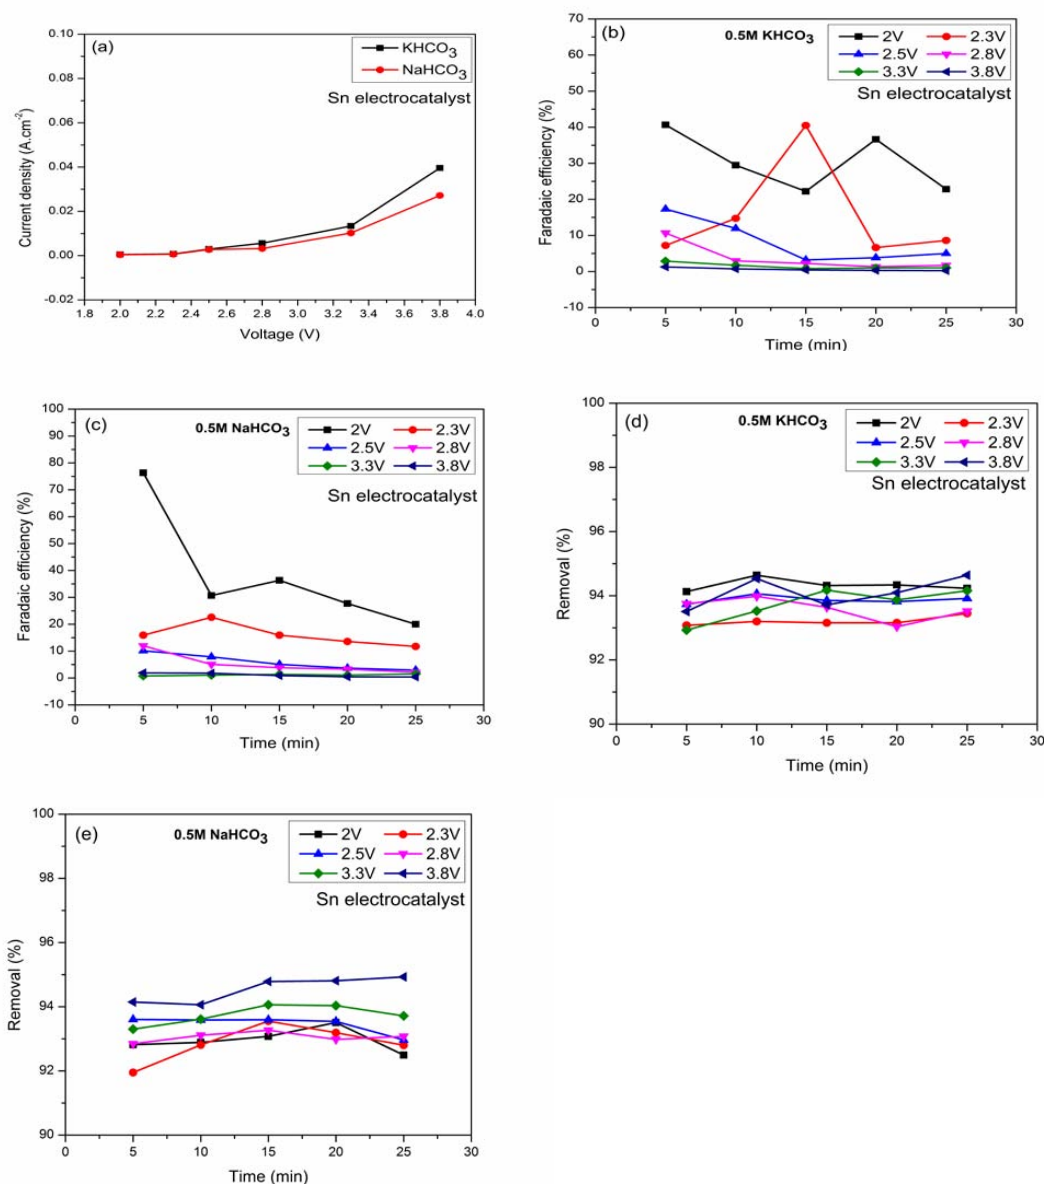 (a)
KHCO3
NaHCO3
Sn electrocatalyst
Current density (A.cm-2)
0.10
0.08
0.06
0.04
0.02
0.00
-0.02
1.8 2.0 2.2 2.4 2.6 2.8 3.0 3.2 3.4 3.6 3.8 4.0
Voltage (V)
(b)
0.5M KHCO3
2V 2.3V
2.5V 2.8V
3.3V 3.8V
Sn electrocatalyst
Faradaic efficiency (%)
70
60
50
40
30
20
10
0
-10
0 5 10 15 20 25 30
Time (min)
(c)
0.5M NaHCO3
2V 2.3V
2.5V 2.8V
3.3V 3.8V
Sn electrocatalyst
Faradaic efficiency (%)
100
90
80
70
60
50
40
30
20
10
0
-10
0 5 10 15 20 25 30
Time (min)
(d)
0.5M KHCO3
2V 2.3V
2.5V 2.8V
3.3V 3.8V
Sn electrocatalyst
Removal (%)
100
98
96
94
92
90
0 5 10 15 20 25 30
Time (min)
(e)
0.5M NaHCO3
2V 2.3V
2.5V 2.8V
3.3V 3.8V
Sn electrocatalyst
Removal (%)
100
98
96
94
92
90
0 5 10 15 20 25 30
Time (min)